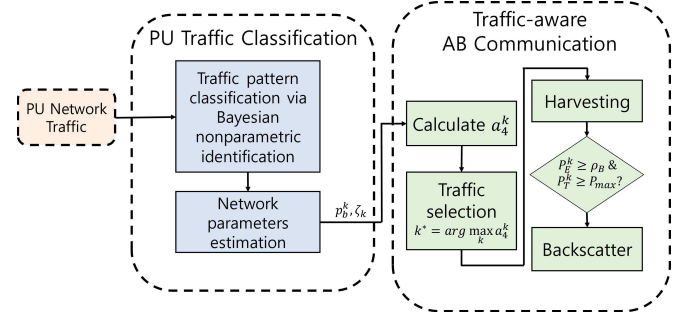 PU Traffic Classification
Traffic-aware
AB Communication
PU Network
Traffic
Traffic pattern
classification via
Bayesian
nonparametric
identification
Network
parameters
estimation
p_b^k, ζ_k
Calculate a_4^k
Traffic
selection
k* = arg max a_4^k
k
Harvesting
P_E^k ≥ ρ_B &
P_T^k ≥ P_max?
Backscatter